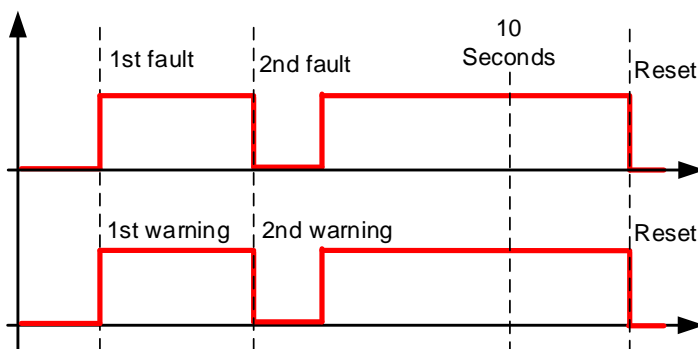 10
Seconds
1st fault
2nd fault
Reset
1st warning
2nd warning
Reset